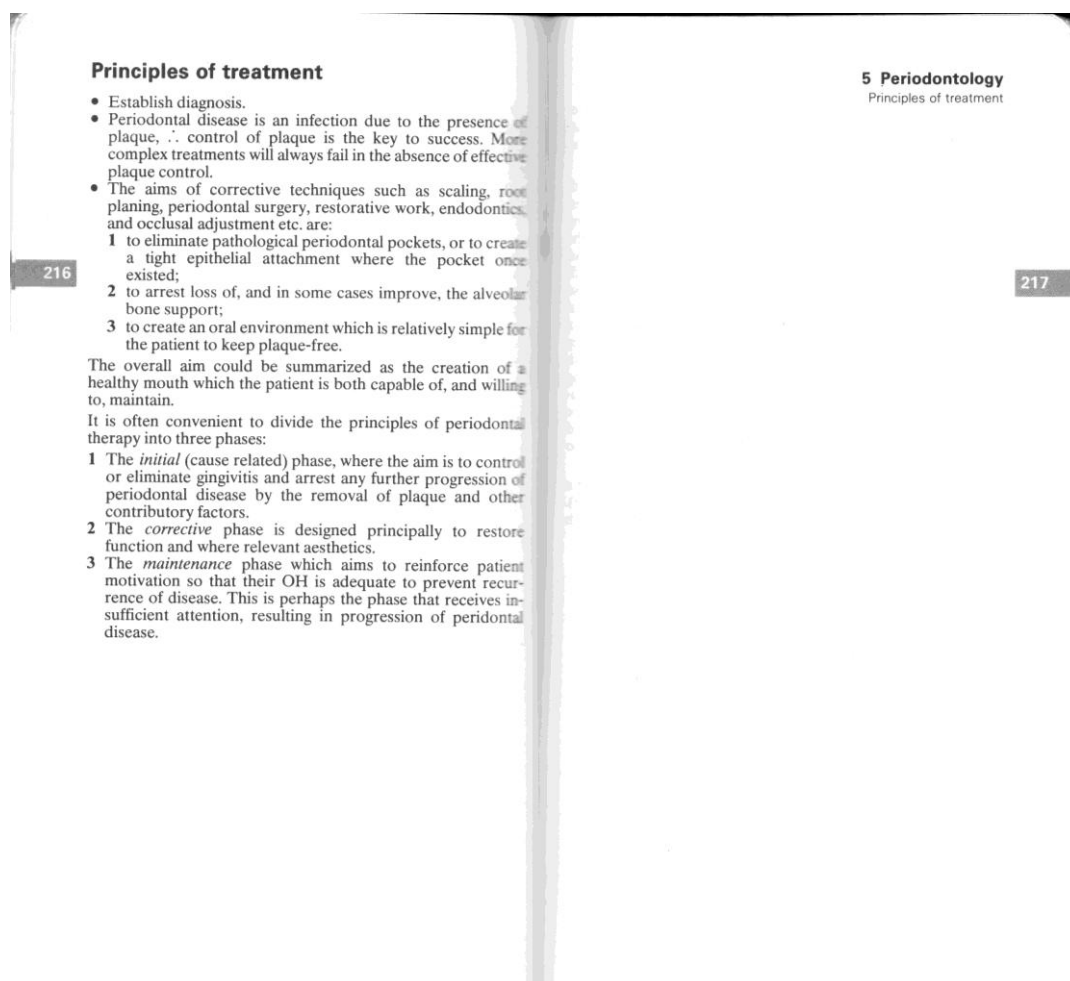 Principles of treatment
• Establish diagnosis.
• Periodontal disease is an infection due to the presence of
plaque, ∴ control of plaque is the key to success. More
complex treatments will always fail in the absence of effective
plaque control.
• The aims of corrective techniques such as scaling, root
planing, periodontal surgery, restorative work, endodontics,
and occlusal adjustment etc. are:
1 to eliminate pathological periodontal pockets, or to create
a tight epithelial attachment where the pocket once
existed;
2 to arrest loss of, and in some cases improve, the alveolar
bone support;
3 to create an oral environment which is relatively simple for
the patient to keep plaque-free.
The overall aim could be summarized as the creation of a
healthy mouth which the patient is both capable of, and willing
to, maintain.
It is often convenient to divide the principles of periodontal
therapy into three phases:
1 The initial (cause related) phase, where the aim is to control
or eliminate gingivitis and arrest any further progression of
periodontal disease by the removal of plaque and other
contributory factors.
2 The corrective phase is designed principally to restore
function and where relevant aesthetics.
3 The maintenance phase which aims to reinforce patient
motivation so that their OH is adequate to prevent recur-
rence of disease. This is perhaps the phase that receives in-
sufficient attention, resulting in progression of peridontal
disease.
216
5 Periodontology
Principles of treatment
217